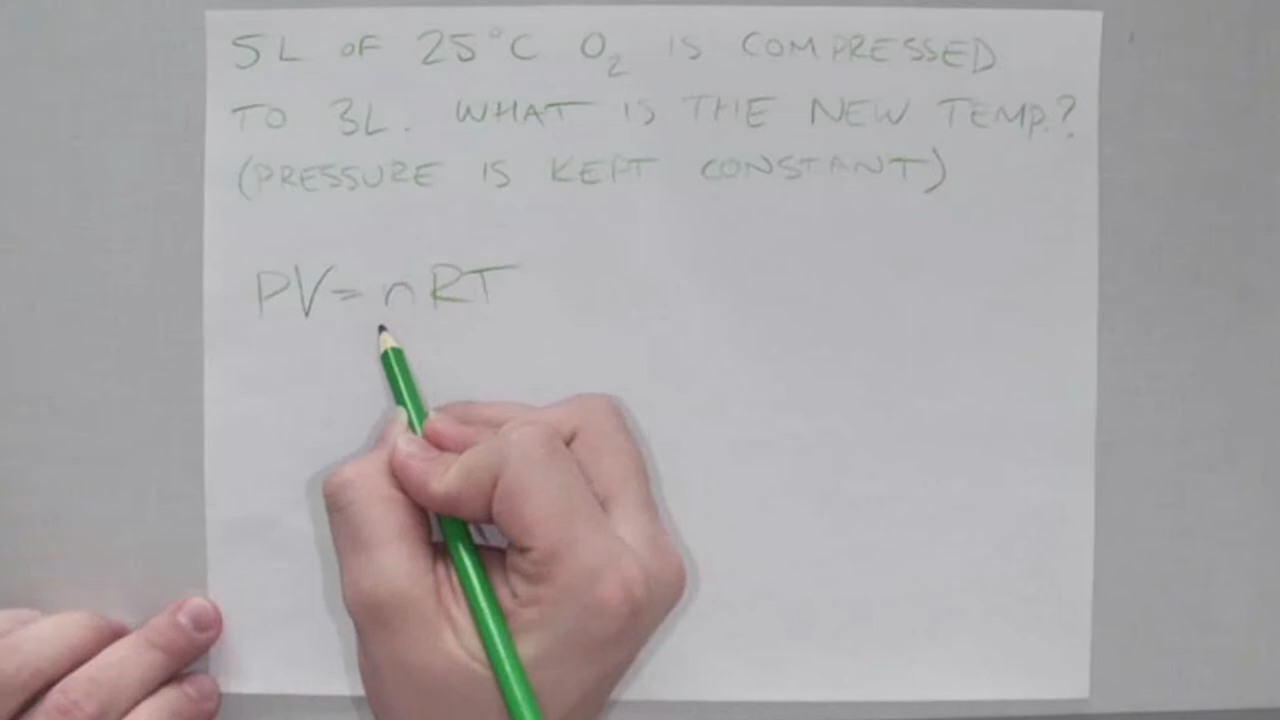 5L OF 25°C O₂ IS COMPRESSED
TO 3L. WHAT IS THE NEW TEMP.?
(PRESSURE IS KEPT CONSTANT)
PV=nRT